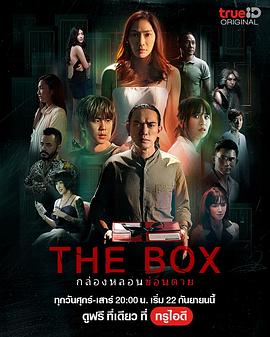 trueiD
ORIGINAL
THE BOX
กล่องหลอนซ่อนตาย
ทุกวันศุกร์-เสาร์ 20:00 น. เริ่ม 22 กันยายนนี้
ดูฟรี ที่เดียว ที่ ทรูไอดี